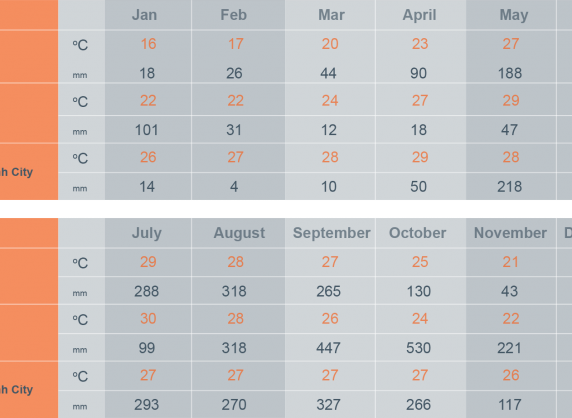 Jan Feb Mar April May
ºC 16 17 20 23 27
mm 18 26 44 90 188
ºC 22 22 24 27 29
mm 101 31 12 18 47
h City ºC 26 27 28 29 28
mm 14 4 10 50 218
July August September October November D
ºC 29 28 27 25 21
mm 288 318 265 130 43
ºC 30 28 26 24 22
mm 99 318 447 530 221
h City ºC 27 27 27 27 26
mm 293 270 327 266 117